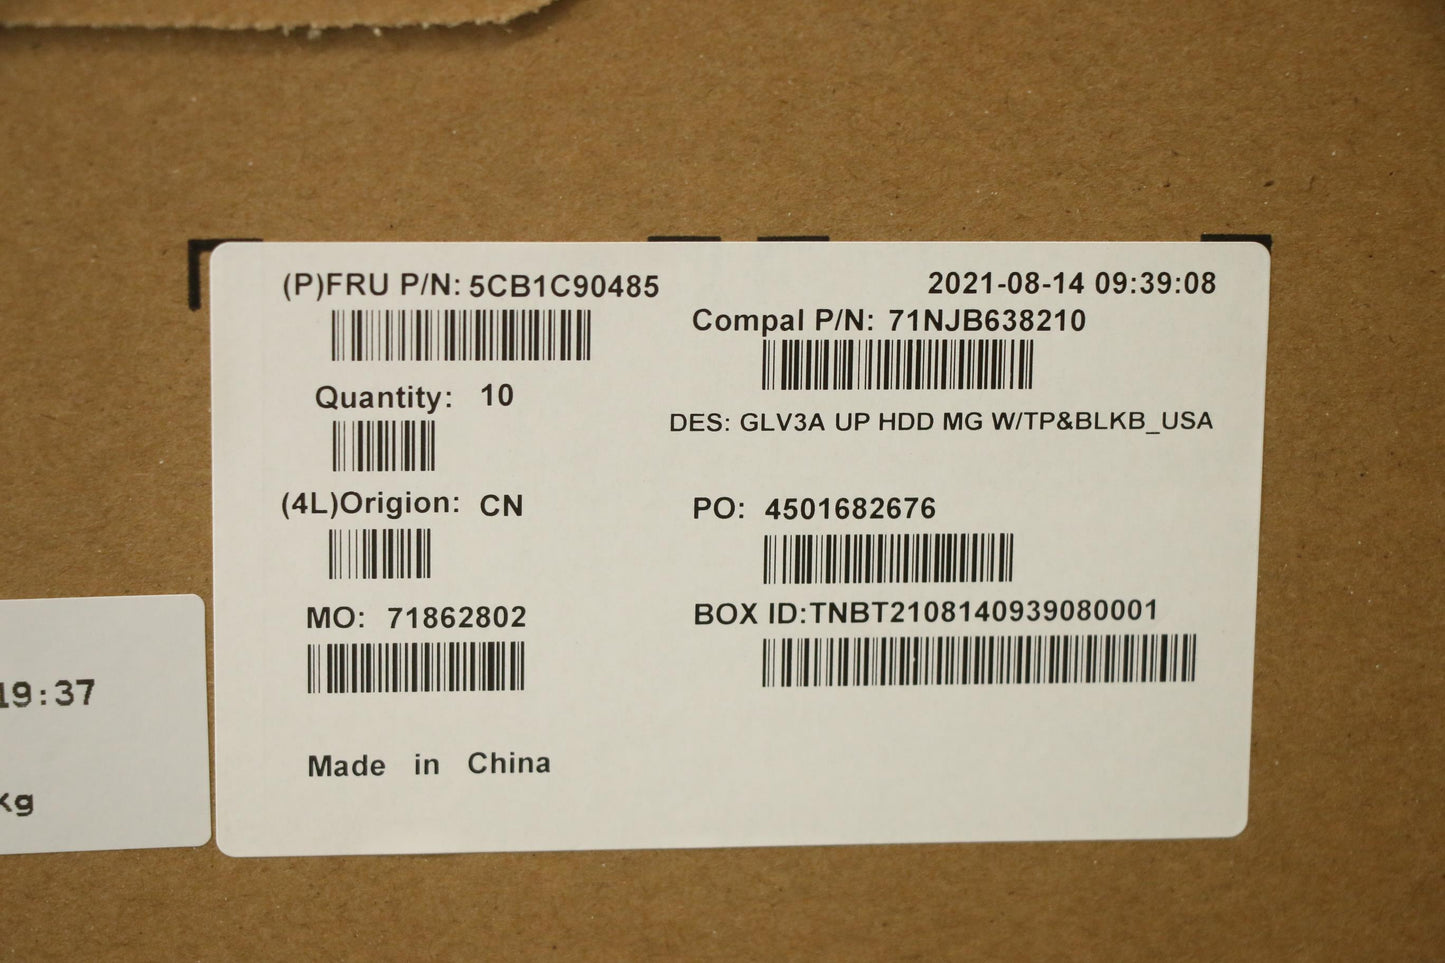 (P)FRU P/N: 5CB1C90485
2021-08-14 09:39:08
Compal P/N: 71NJB638210
Quantity: 10
DES: GLV3A UP HDD MG W/TP&BLKB_USA
(4L)Origion: CN
PO: 4501682676
MO: 71862802
BOX ID:TNBT2108140939080001
Made in China
19:37
Kg